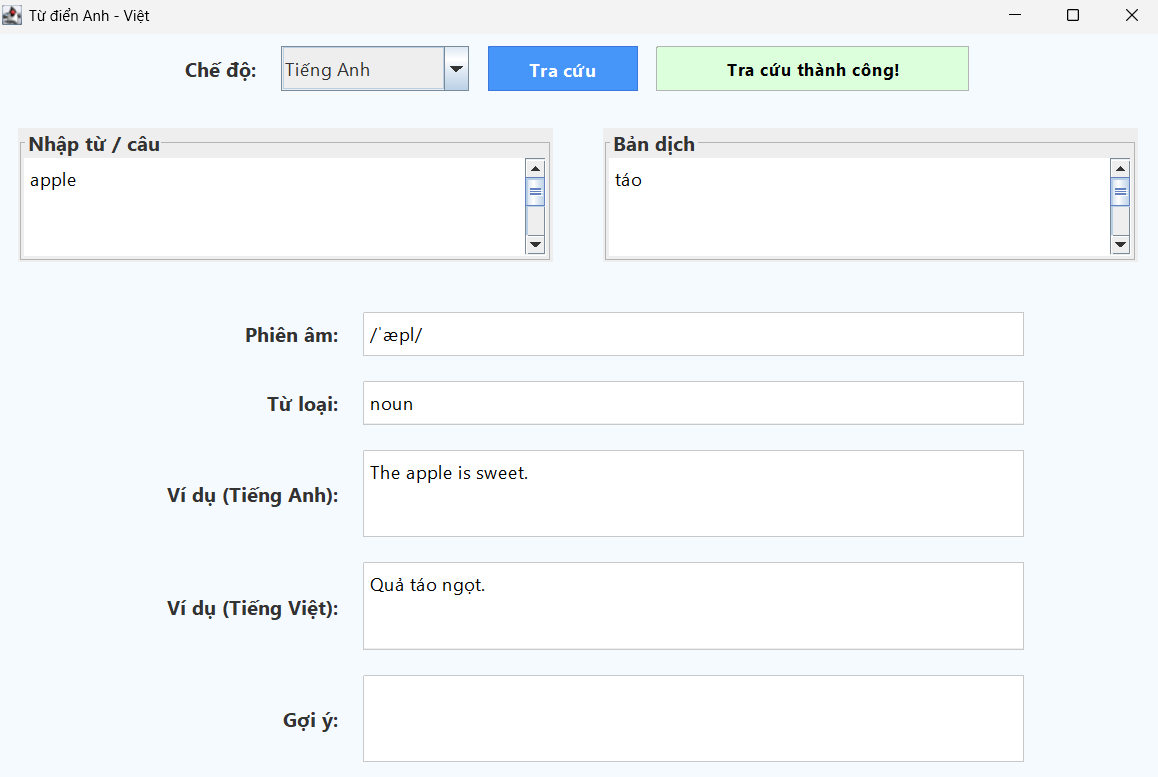 Từ điển Anh - Việt
Chế độ: Tiếng Anh Tra cứu Tra cứu thành công!
Nhập từ / câu
apple
Bản dịch
táo
Phiên âm: /ˈæpl/
Từ loại: noun
Ví dụ (Tiếng Anh): The apple is sweet.
Ví dụ (Tiếng Việt): Quả táo ngọt.
Gợi ý: